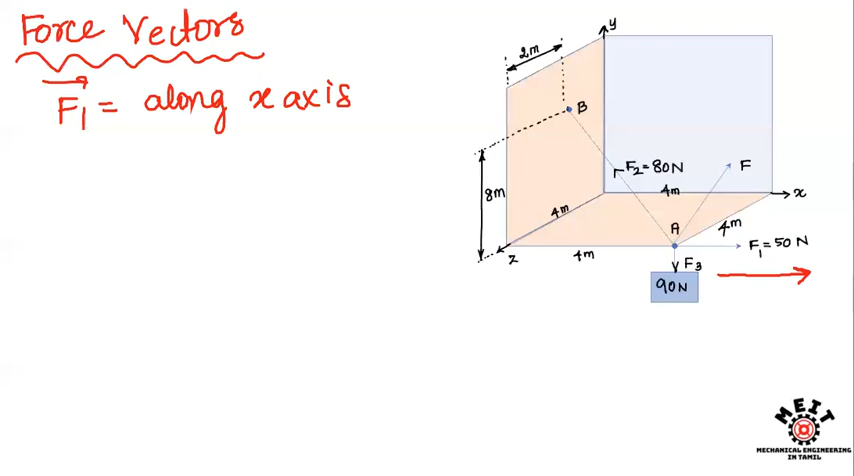 Force Vectors
F₁ = along x axis
y
2m
B
F₂ = 80N
F
8m
4m
x
4m
A
4m
F₁ = 50 N
z
4m
F₃
90N
MEIT
MECHANICAL ENGINEERING
IN TAMIL